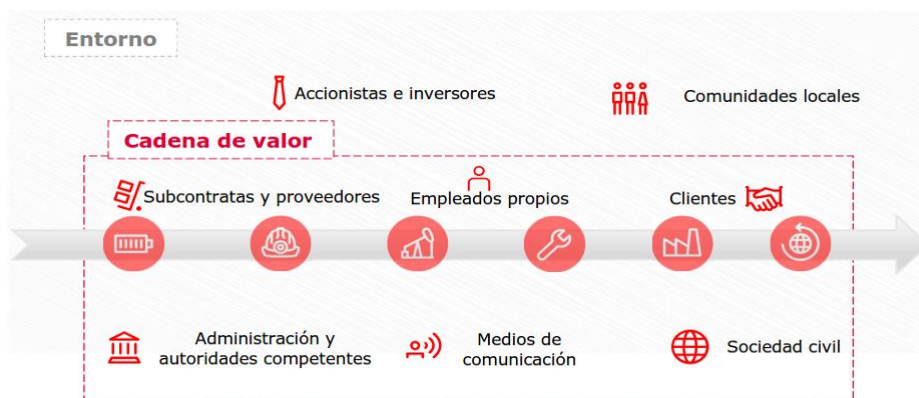 Entorno
Accionistas e inversores
Comunidades locales
Cadena de valor
Subcontratas y proveedores
Empleados propios
Clientes
Administración y
autoridades competentes
Medios de
comunicación
Sociedad civil